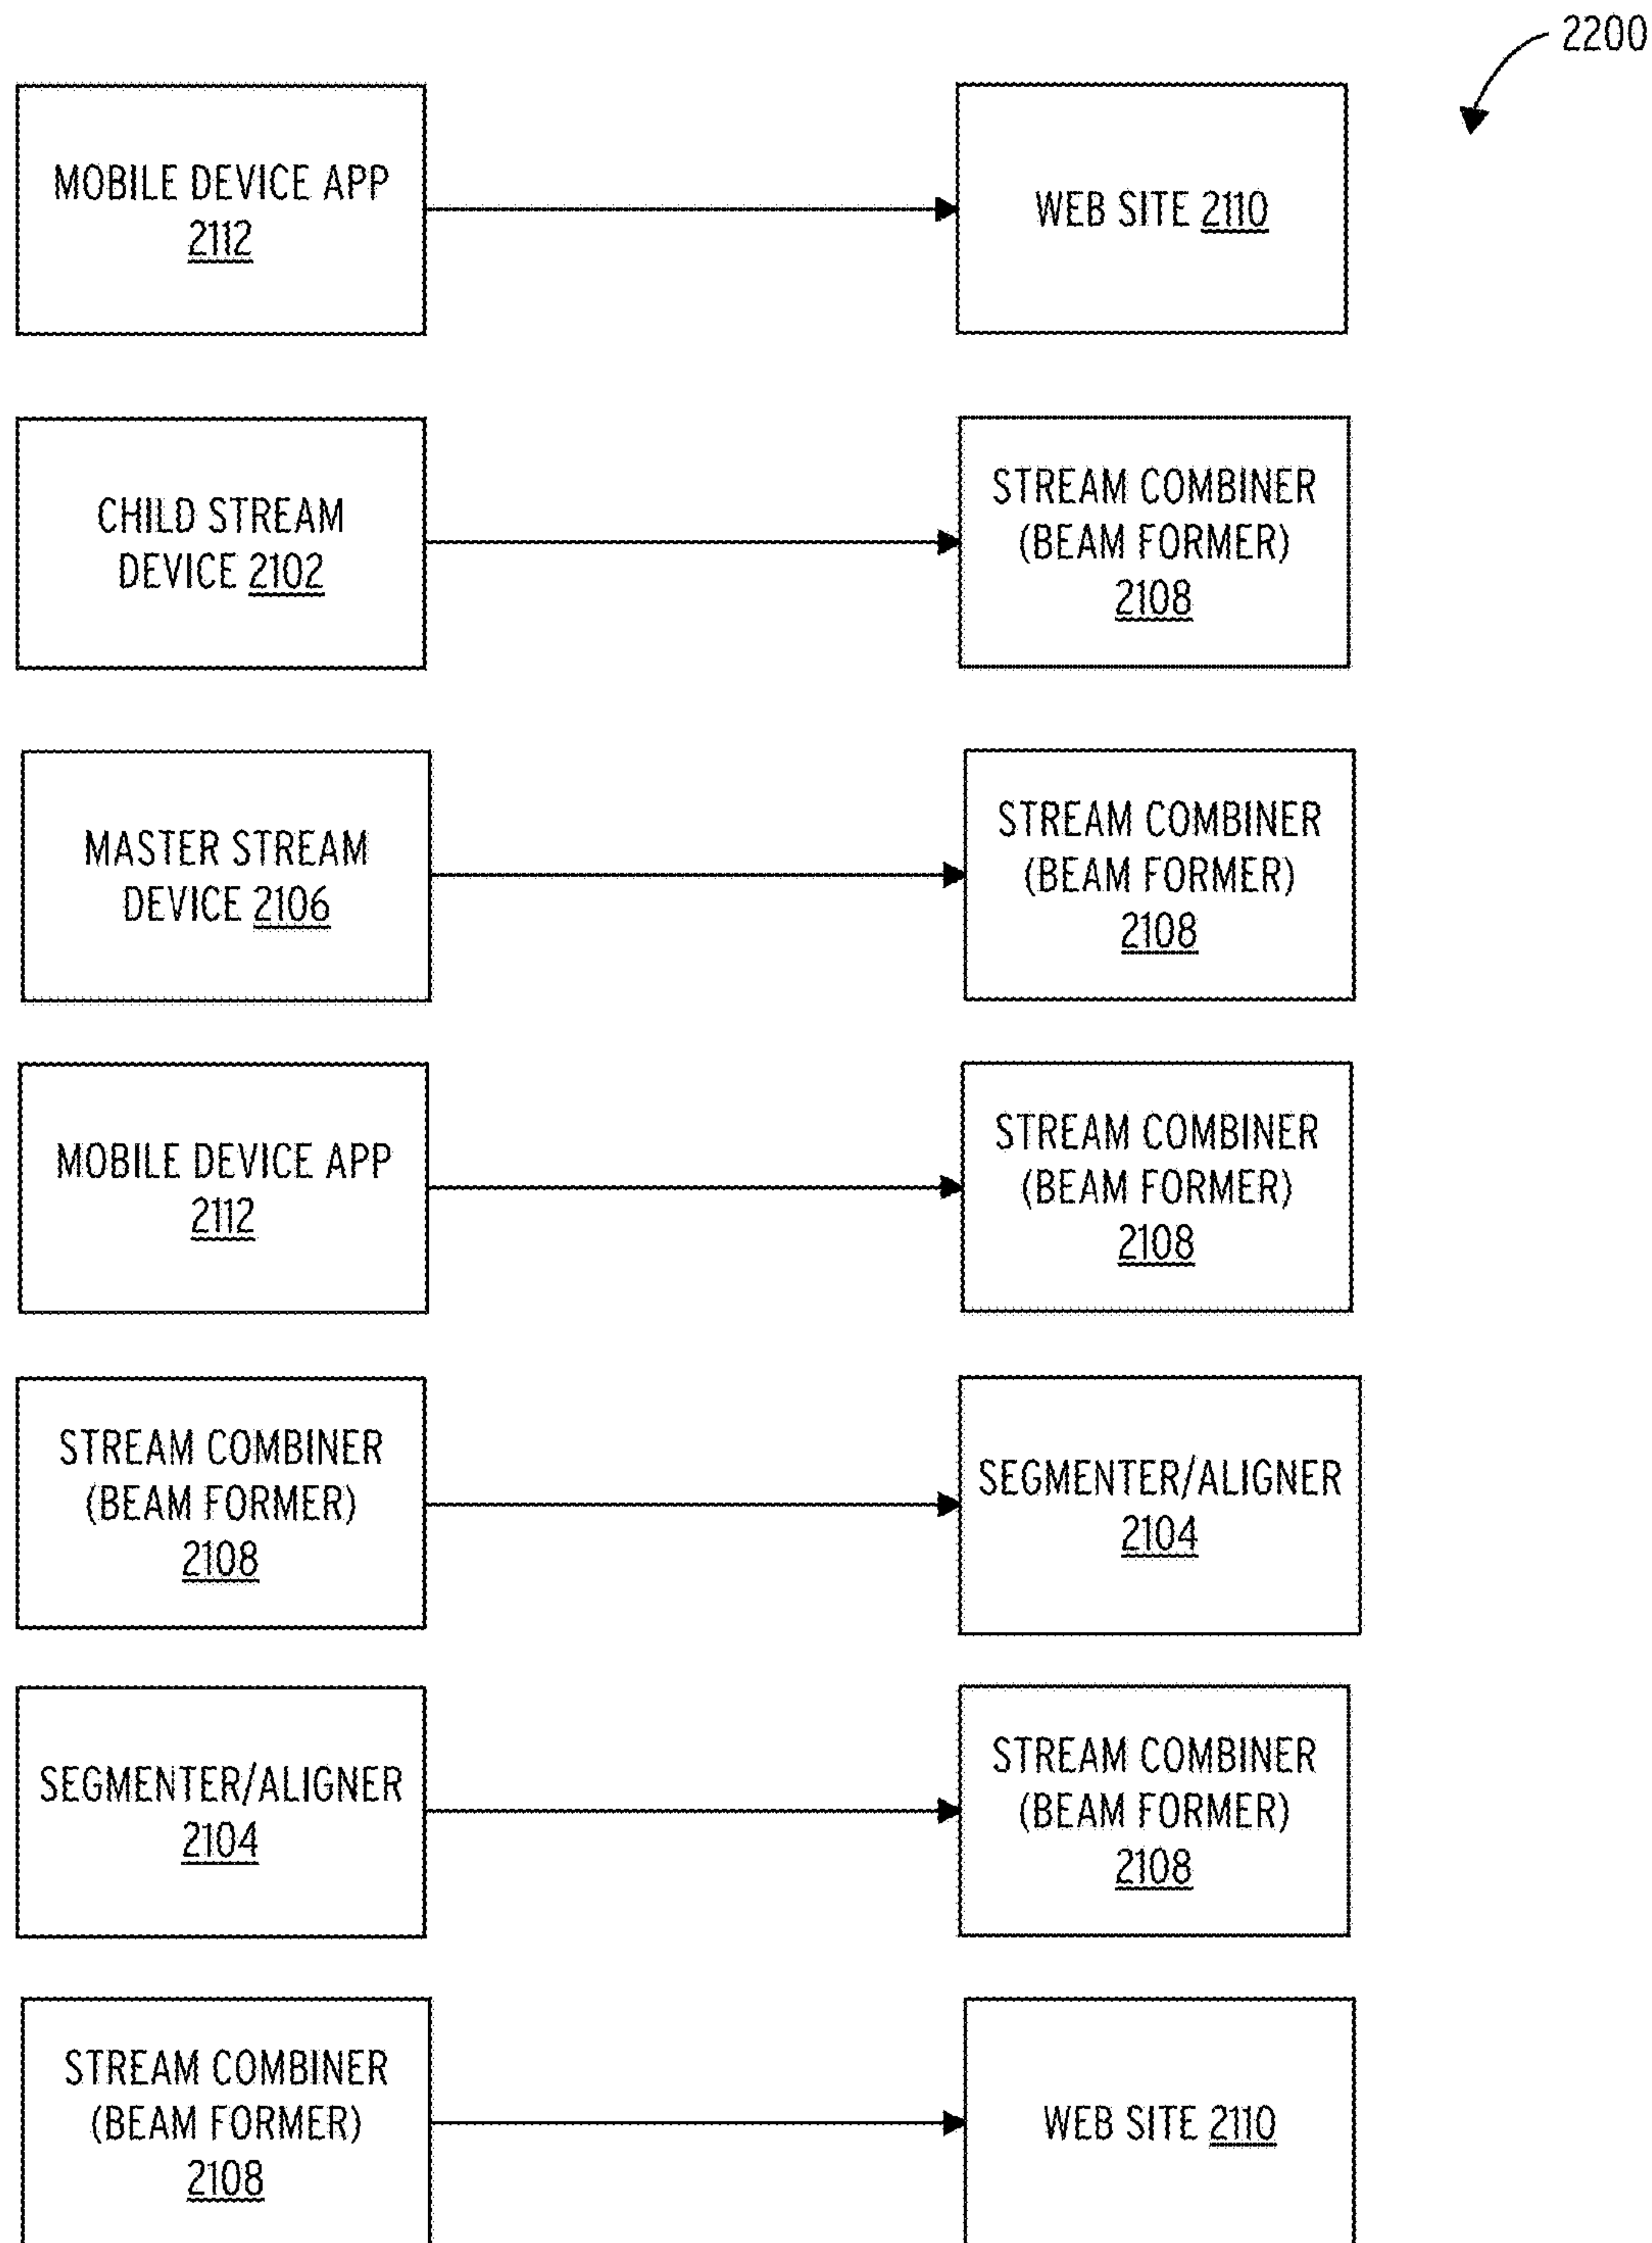 2200
MOBILE DEVICE APP
2112
WEB SITE 2110
CHILD STREAM
DEVICE 2102
STREAM COMBINER
(BEAM FORMER)
2108
MASTER STREAM
DEVICE 2106
STREAM COMBINER
(BEAM FORMER)
2108
MOBILE DEVICE APP
2112
STREAM COMBINER
(BEAM FORMER)
2108
STREAM COMBINER
(BEAM FORMER)
2108
SEGMENTER/ALIGNER
2104
SEGMENTER/ALIGNER
2104
STREAM COMBINER
(BEAM FORMER)
2108
STREAM COMBINER
(BEAM FORMER)
2108
WEB SITE 2110